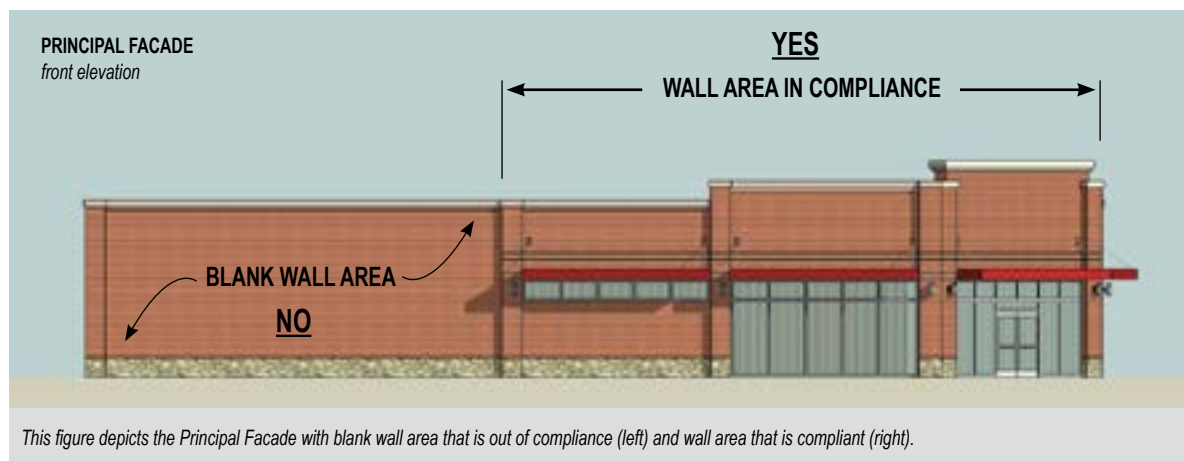 PRINCIPAL FACADE
front elevation
YES
WALL AREA IN COMPLIANCE
BLANK WALL AREA
NO
This figure depicts the Principal Facade with blank wall area that is out of compliance (left) and wall area that is compliant (right).